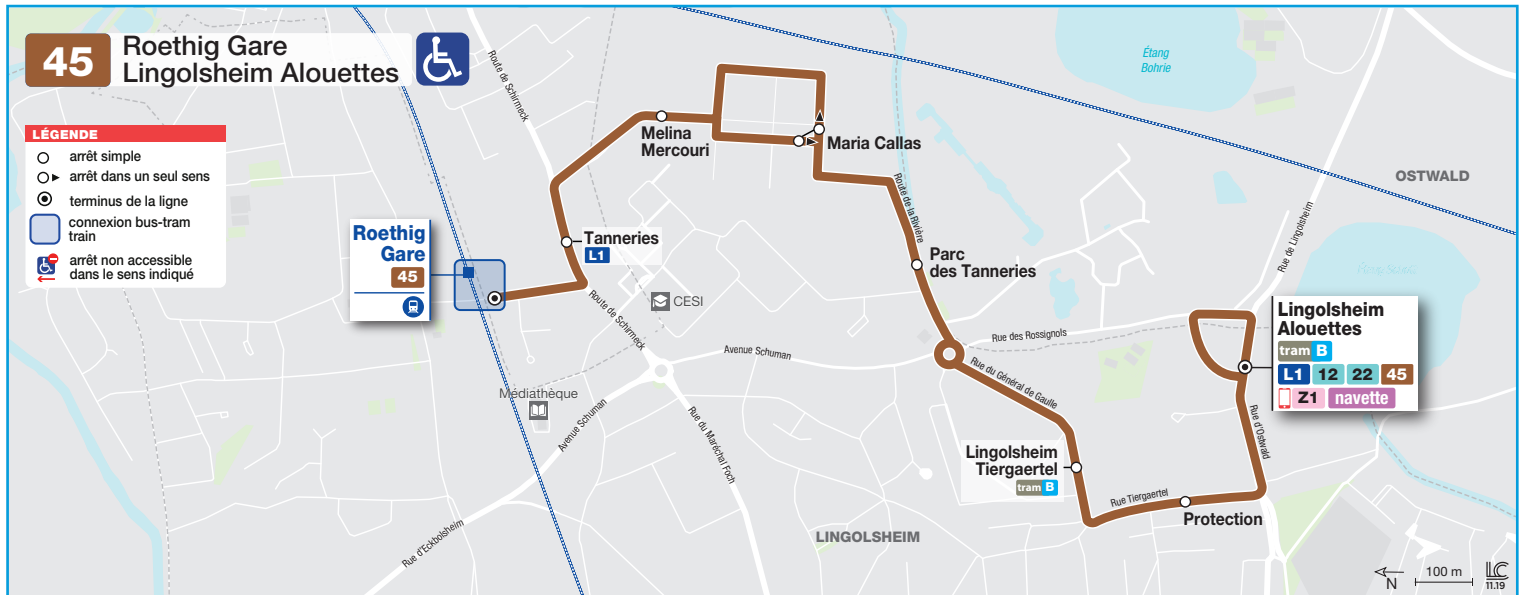 45
Roethig Gare
Lingolsheim Alouettes
LÉGENDE
arrêt simple
arrêt dans un seul sens
terminus de la ligne
connexion bus-tram
train
arrêt non accessible
dans le sens indiqué
Roethig
Gare
45
Route de Schirmeck
Tanneries
L1
Melina
Mercouri
Maria Callas
Route de la Rivière
Parc
des Tanneries
Étang
Bohrie
OSTWALD
Rue de Lingolsheim
CESI
Route de Schirmeck
Médiathèque
Avenue Schuman
Avenue Schuman
Rue du Maréchal Foch
Rue d'Eckbolsheim
Rue des Rossignols
Rue du Général de Gaulle
Lingolsheim
Tiergaertel
tram B
Rue Tiergaertel
Protection
Rue d'Ostwald
Lingolsheim
Alouettes
tram B
L1 12 22 45
Z1 navette
LINGOLSHEIM
N
100 m
LC
11.19